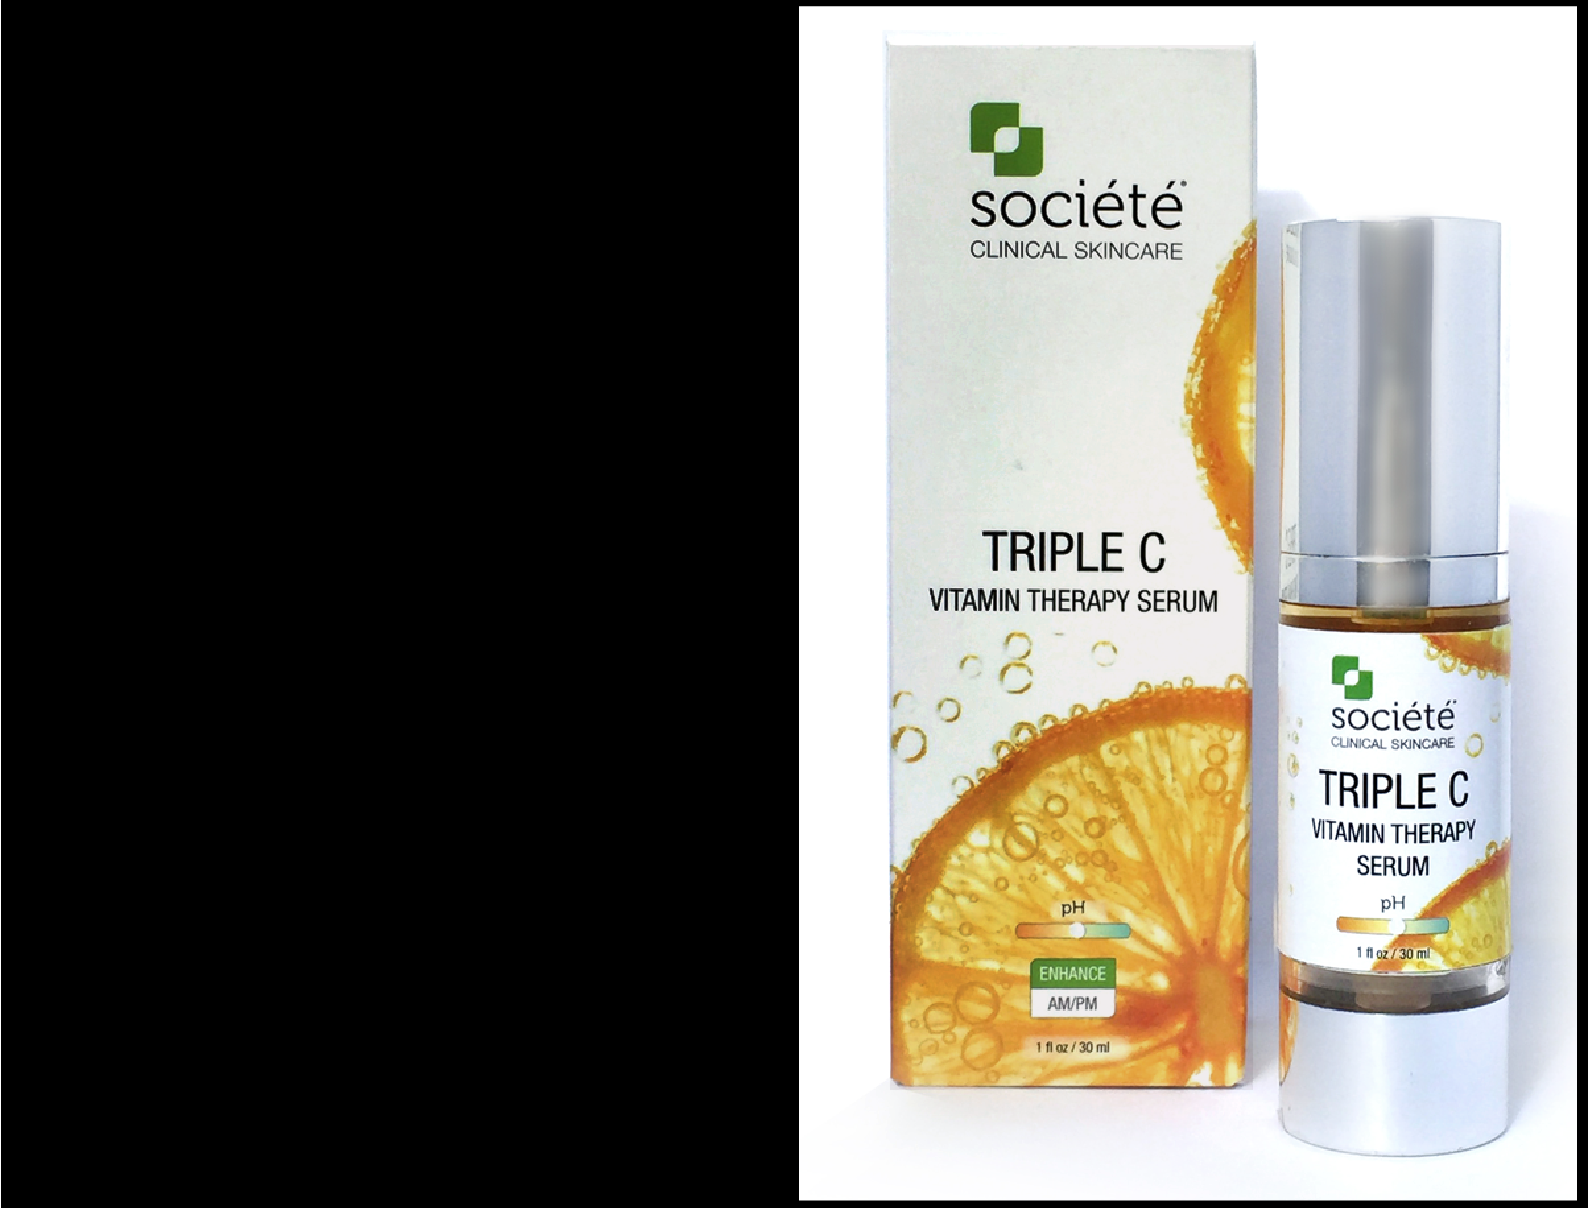 société®
CLINICAL SKINCARE
TRIPLE C
VITAMIN THERAPY SERUM
pH
ENHANCE
AM/PM
1 fl oz / 30 ml
société
CLINICAL SKINCARE
TRIPLE C
VITAMIN THERAPY
SERUM
pH
1 fl oz / 30 ml